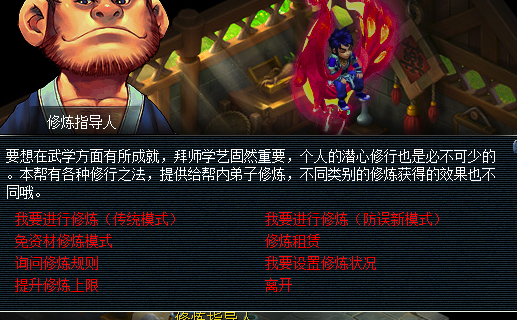 修炼指导人
要想在武学方面有所成就，拜师学艺固然重要，个人的潜心修行也是必不可少的
。本帮有各种修行之法，提供给帮内弟子修炼，不同类别的修炼获得的效果也不
同哦。
我要进行修炼（传统模式） 我要进行修炼（防误新模式）
免资材修炼模式 修炼租赁
询问修炼规则 我要设置修炼状况
提升修炼上限 离开
修炼指导人